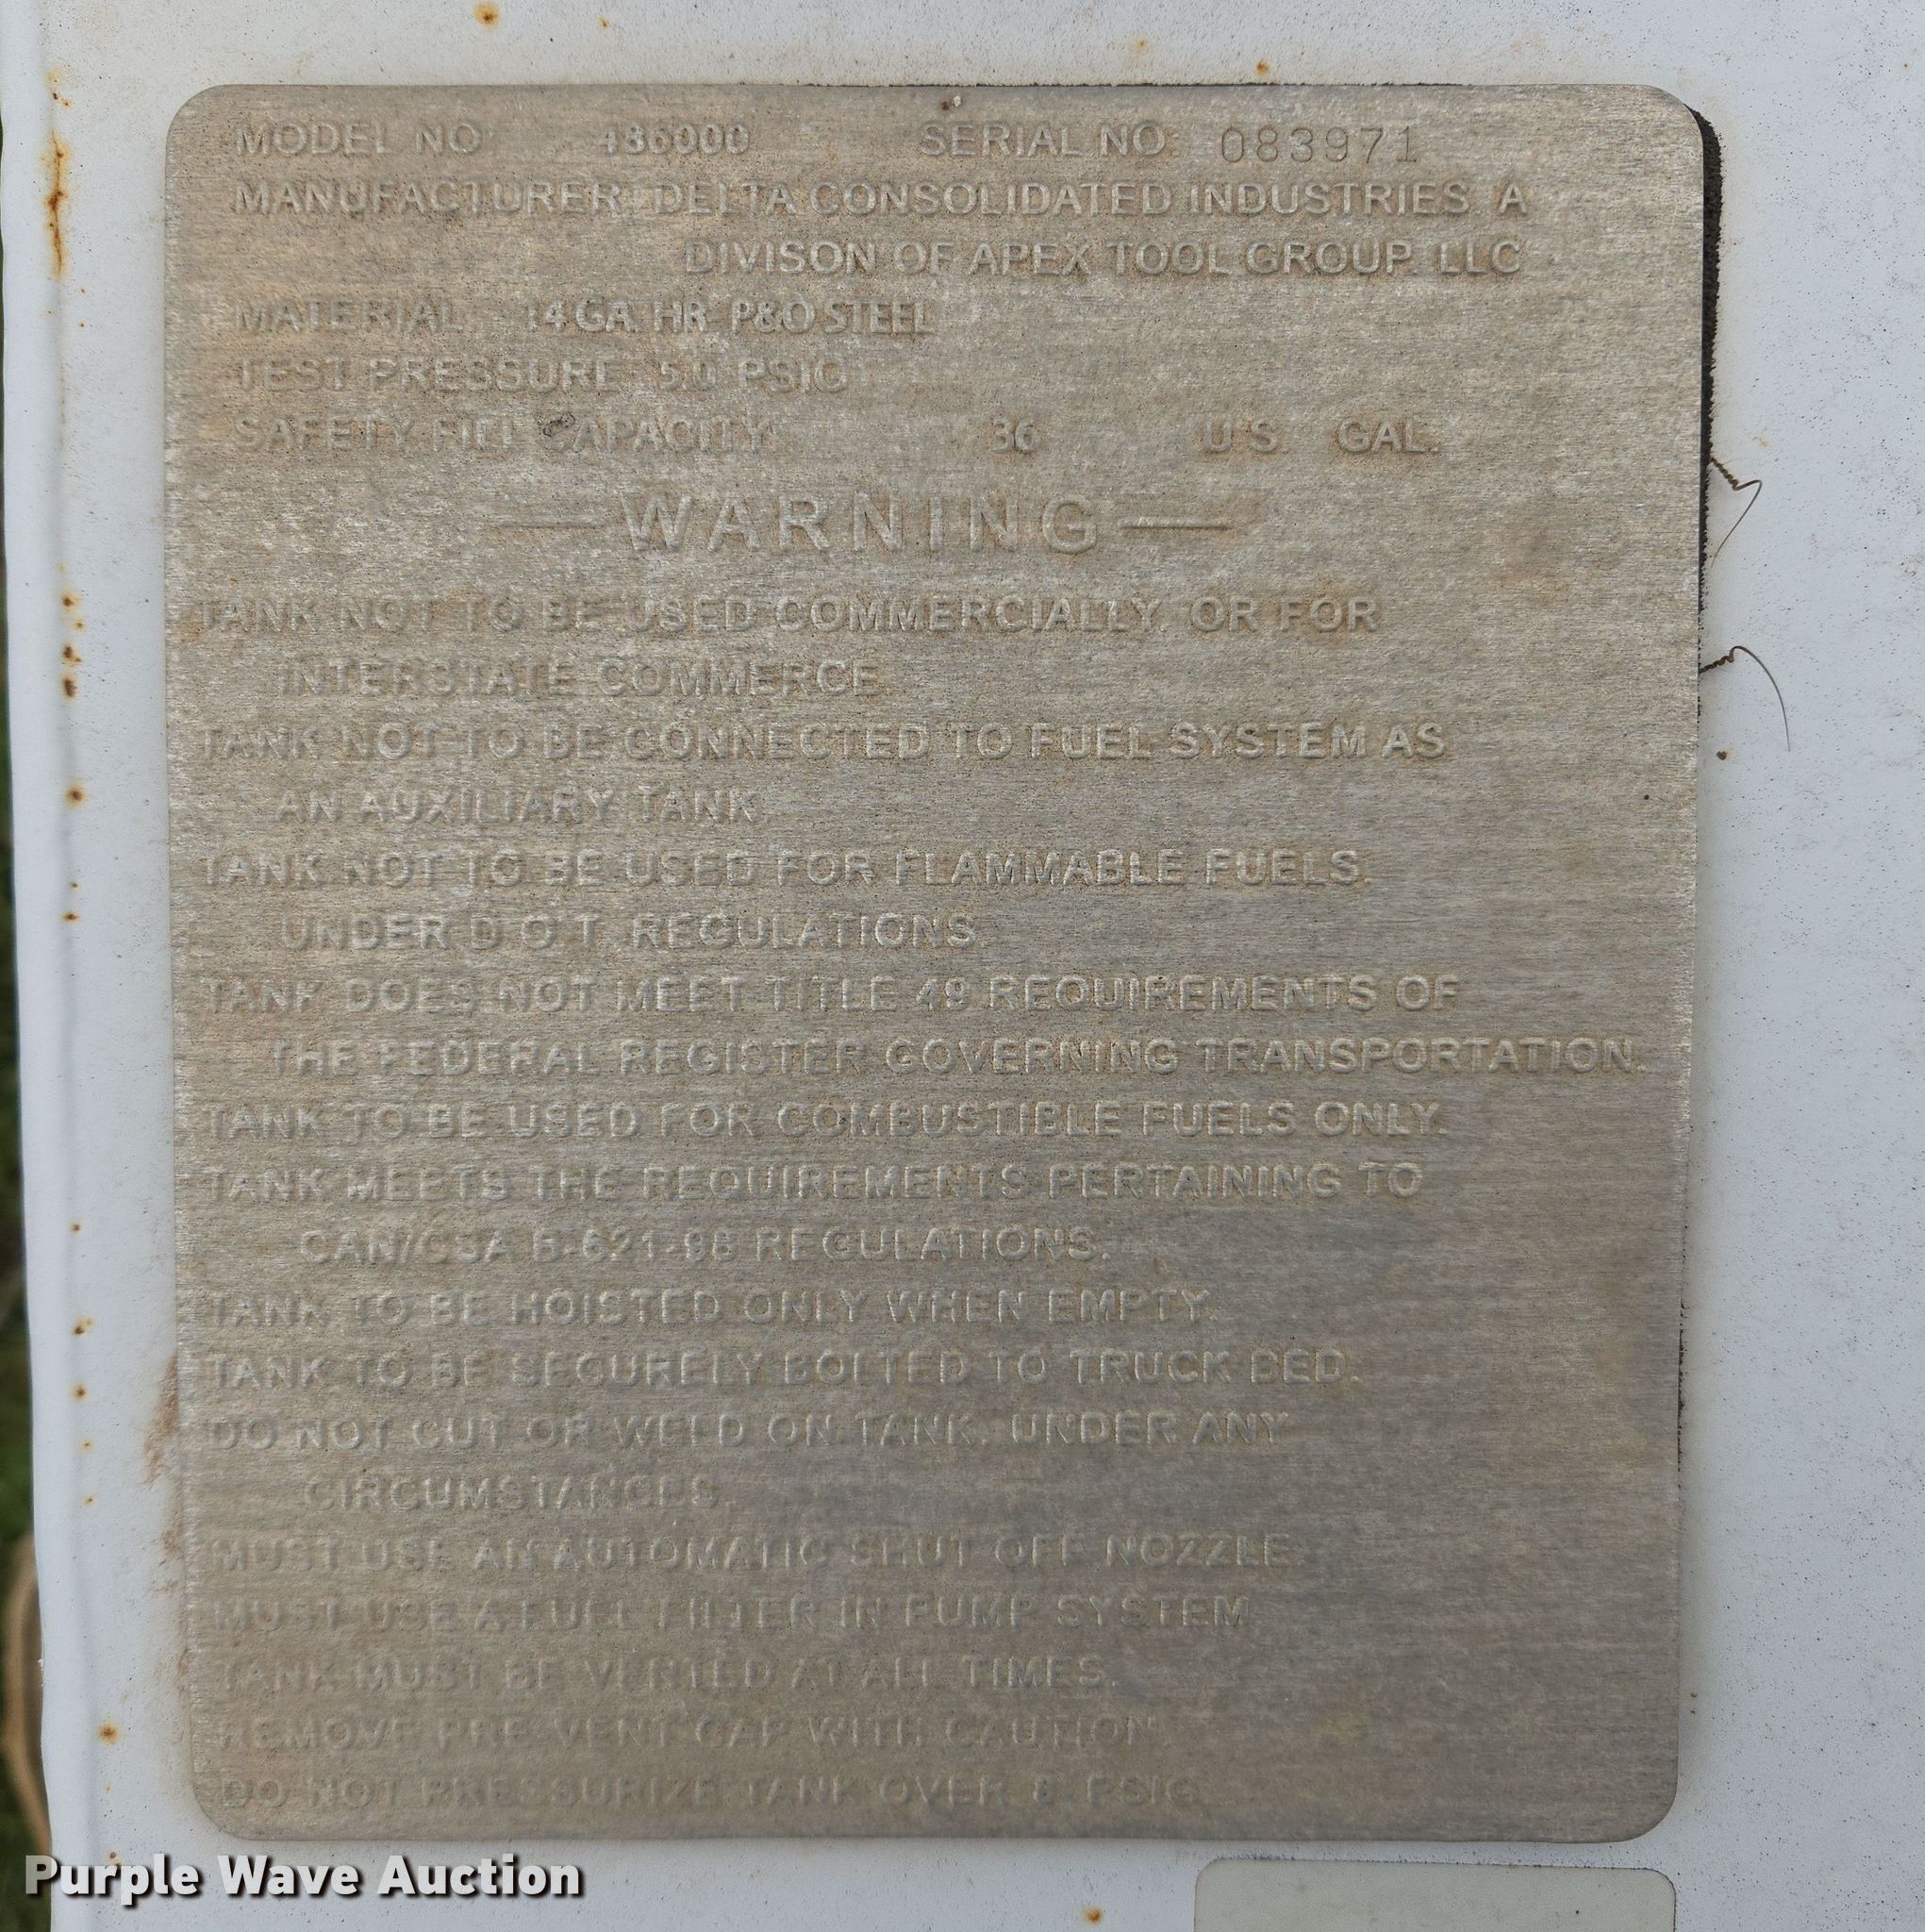 MODEL NO: 486000 SERIAL NO: 083971
MANUFACTURER: DELTA CONSOLIDATED INDUSTRIES, A
DIVISON OF APEX TOOL GROUP, LLC
MATERIAL: 14 GA. HR P&O STEEL
TEST PRESSURE: 5.0 PSIG
SAFETY FILL CAPACITY 36 U.S. GAL.
—WARNING—
TANK NOT TO BE USED COMMERCIALLY, OR FOR
INTERSTATE COMMERCE.
TANK NOT TO BE CONNECTED TO FUEL SYSTEM AS
AN AUXILIARY TANK.
TANK NOT TO BE USED FOR FLAMMABLE FUELS,
UNDER D.O.T. REGULATIONS.
TANK DOES NOT MEET TITLE 49 REQUIREMENTS OF
THE FEDERAL REGISTER GOVERNING TRANSPORTATION.
TANK TO BE USED FOR COMBUSTIBLE FUELS ONLY.
TANK MEETS THE REQUIREMENTS PERTAINING TO
CAN/CSA B-621-98 REGULATIONS.
TANK TO BE HOISTED ONLY WHEN EMPTY.
TANK TO BE SECURELY BOLTED TO TRUCK BED.
DO NOT CUT OR WELD ON TANK, UNDER ANY
CIRCUMSTANCES.
MUST USE AN AUTOMATIC SHUT OFF NOZZLE.
MUST USE A FUEL FILTER IN PUMP SYSTEM.
TANK MUST BE VENTED AT ALL TIMES.
REMOVE PRE-VENT CAP WITH CAUTION.
DO NOT PRESSURIZE TANK OVER 8 PSIG
Purple Wave Auction